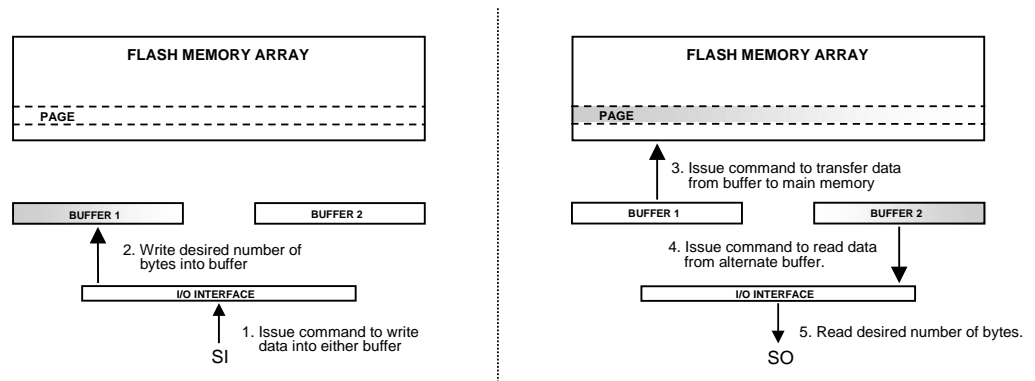 FLASH MEMORY ARRAY
PAGE
BUFFER 1
BUFFER 2
2. Write desired number of
bytes into buffer
I/O INTERFACE
1. Issue command to write
data into either buffer
SI
FLASH MEMORY ARRAY
PAGE
3. Issue command to transfer data
from buffer to main memory
BUFFER 1
BUFFER 2
4. Issue command to read data
from alternate buffer.
I/O INTERFACE
5. Read desired number of bytes.
SO